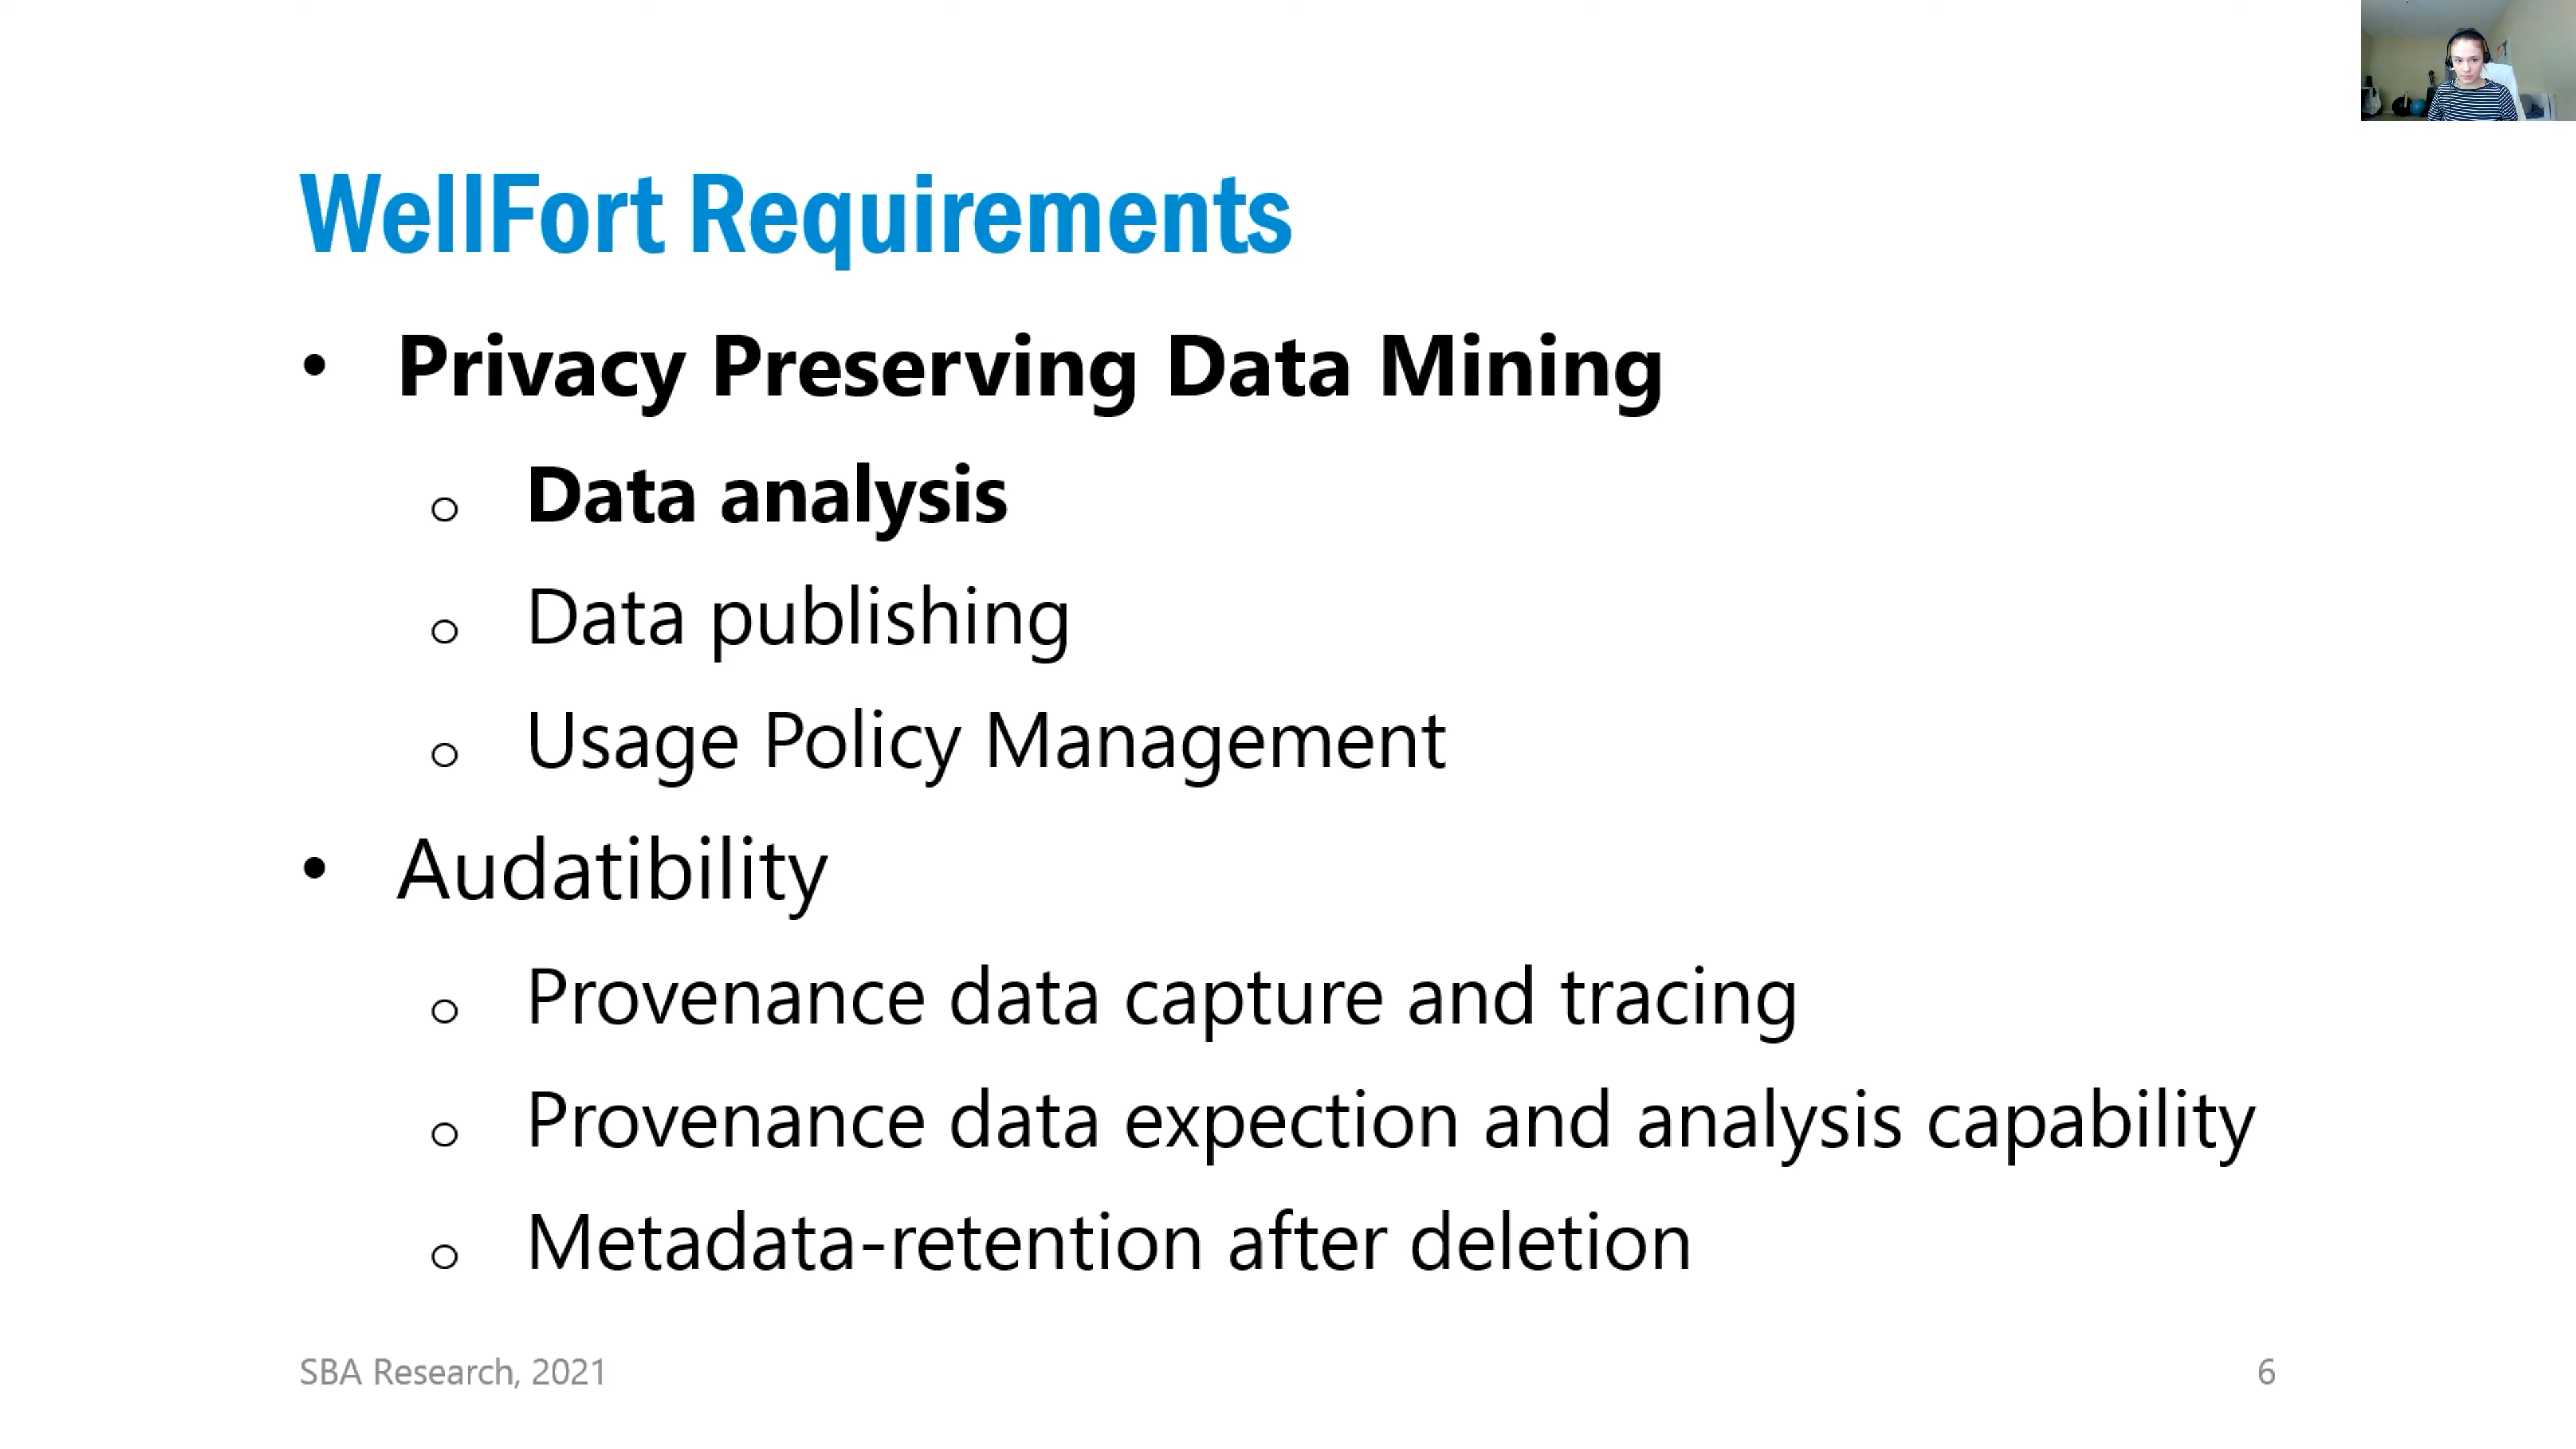 WellFort Requirements
• Privacy Preserving Data Mining
o Data analysis
o Data publishing
o Usage Policy Management
• Audatibility
o Provenance data capture and tracing
o Provenance data expection and analysis capability
o Metadata-retention after deletion
SBA Research, 2021
6